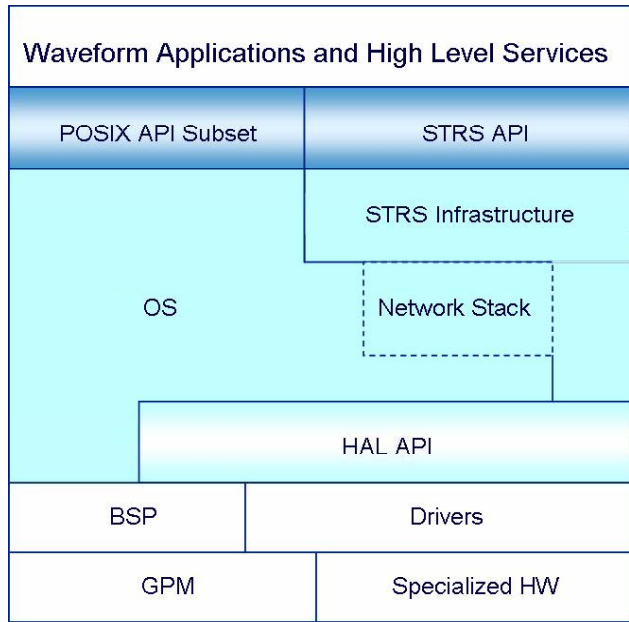 Waveform Applications and High Level Services
POSIX API Subset
STRS API
STRS Infrastructure
OS
Network Stack
HAL API
BSP
Drivers
GPM
Specialized HW